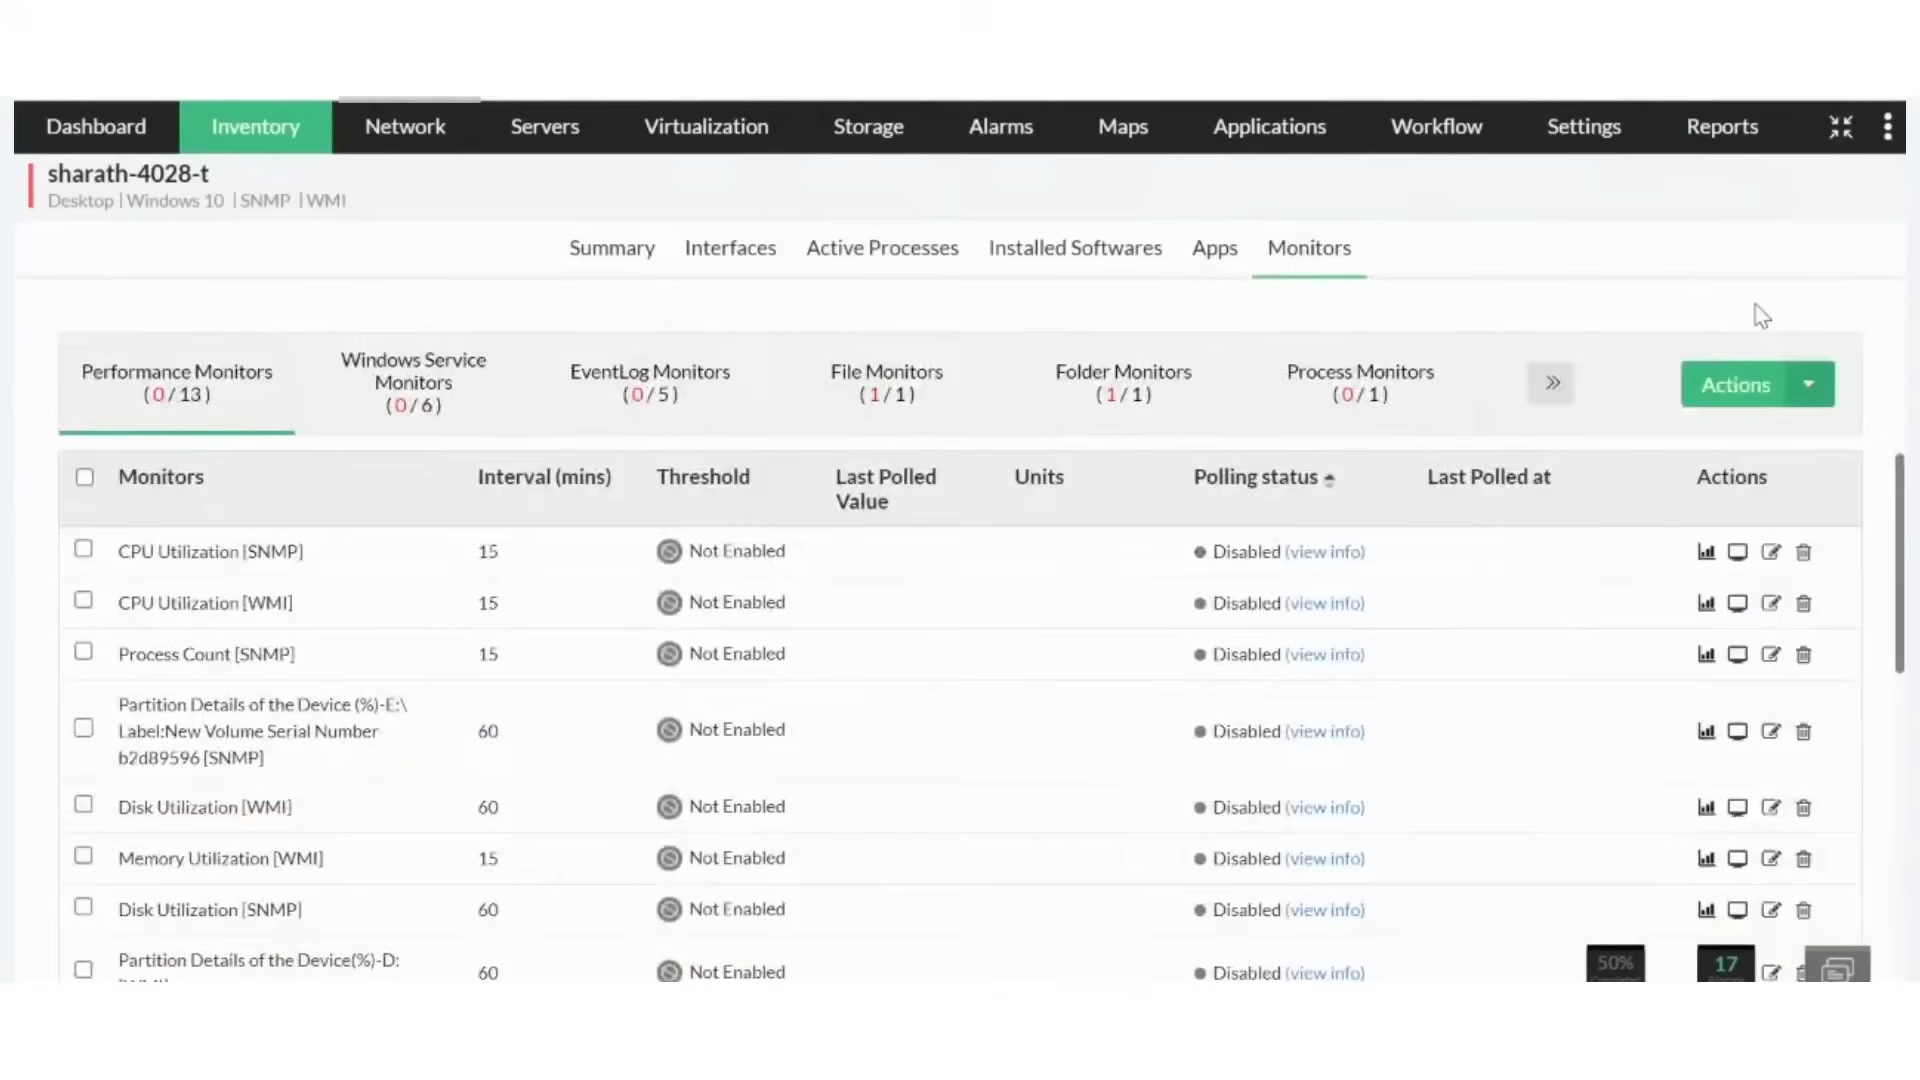 Dashboard Inventory Network Servers Virtualization Storage Alarms Maps Applications Workflow Settings Reports
sharath-4028-t
Desktop | Windows 10 | SNMP | WMI
Summary Interfaces Active Processes Installed Softwares Apps Monitors
Performance Monitors
(0/13)
Windows Service
Monitors
(0/6)
EventLog Monitors
(0/5)
File Monitors
(1/1)
Folder Monitors
(1/1)
Process Monitors
(0/1)
»
Actions
Monitors Interval (mins) Threshold Last Polled Value Units Polling status Last Polled at Actions
CPU Utilization [SNMP] 15 Not Enabled Disabled (view info)
CPU Utilization [WMI] 15 Not Enabled Disabled (view info)
Process Count [SNMP] 15 Not Enabled Disabled (view info)
Partition Details of the Device (%)-E:\
Label:New Volume Serial Number
b2d89596 [SNMP] 60 Not Enabled Disabled (view info)
Disk Utilization [WMI] 60 Not Enabled Disabled (view info)
Memory Utilization [WMI] 15 Not Enabled Disabled (view info)
Disk Utilization [SNMP] 60 Not Enabled Disabled (view info)
Partition Details of the Device(%)-D:
60 Not Enabled Disabled (view info)
50%
17